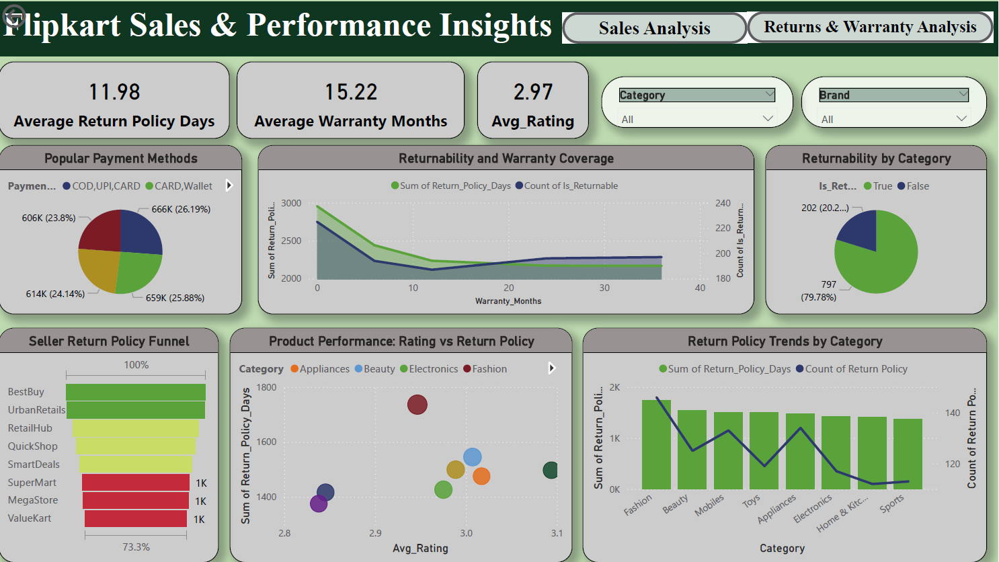 Flipkart Sales & Performance Insights
Sales Analysis
Returns & Warranty Analysis
11.98
Average Return Policy Days
15.22
Average Warranty Months
2.97
Avg_Rating
Category
All
Brand
All
Popular Payment Methods
Paymen... COD,UPI,CARD CARD,Wallet
666K (26.19%)
606K (23.8%)
614K (24.14%)
659K (25.88%)
Returnability and Warranty Coverage
Sum of Return_Policy_Days Count of Is_Returnable
Sum of Return_Poli...
3000
2500
2000
240
220
200
180
Count of Is_Return...
0 10 20 30 40
Warranty_Months
Returnability by Category
Is_Ret... True False
202 (20.2...)
797
(79.78%)
Seller Return Policy Funnel
100%
BestBuy
UrbanRetails
RetailHub
QuickShop
SmartDeals
SuperMart 1K
MegaStore 1K
ValueKart 1K
73.3%
Product Performance: Rating vs Return Policy
Category Appliances Beauty Electronics Fashion
Sum of Return_Policy_Days
1800
1600
1400
2.8 2.9 3.0 3.1
Avg_Rating
Return Policy Trends by Category
Sum of Return_Policy_Days Count of Return Policy
Sum of Return_Poli...
2K
1K
0K
140
120
Count of Return Po...
Fashion
Beauty
Mobiles
Toys
Appliances
Electronics
Home & Kitc...
Sports
Category